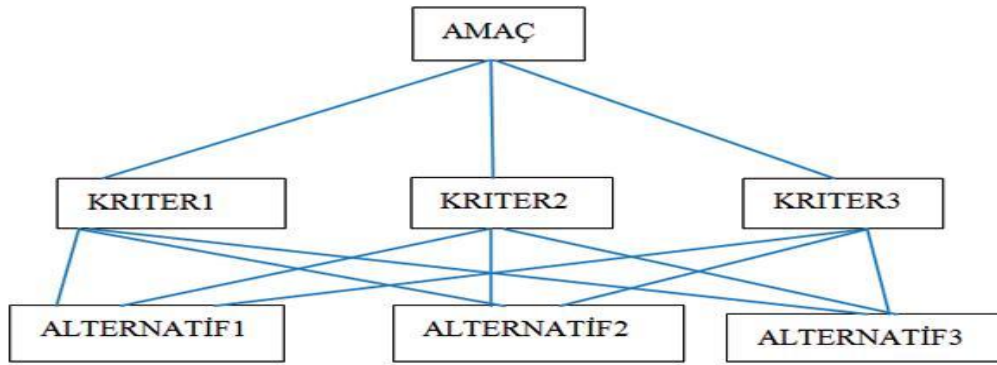 AMAÇ
KRITER1
KRITER2
KRITER3
ALTERNATİF1
ALTERNATİF2
ALTERNATİF3